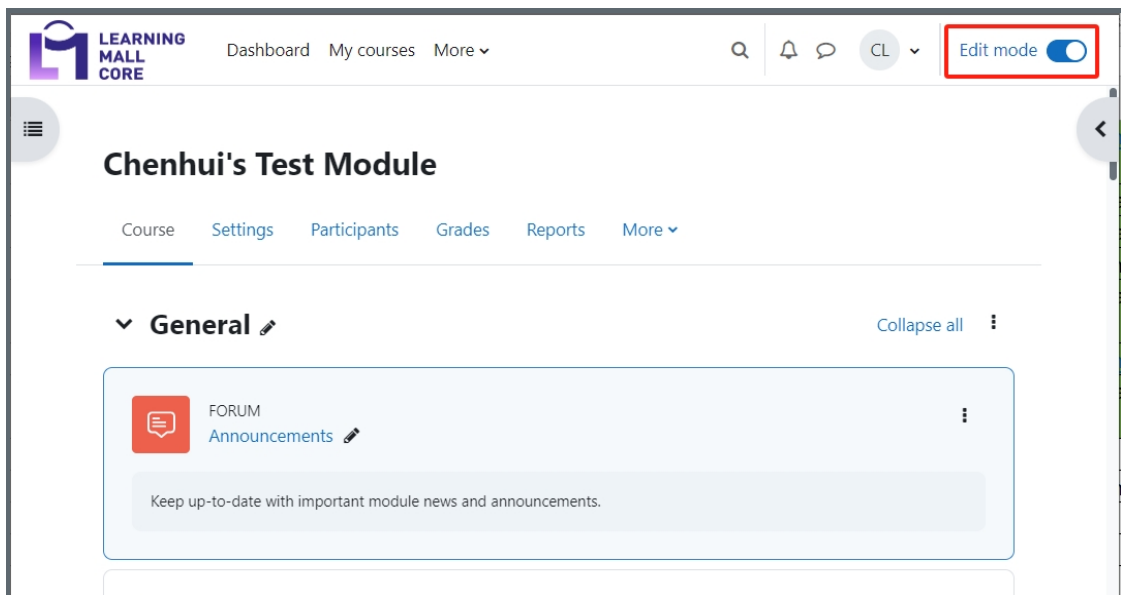 LEARNING
MALL
CORE
Dashboard My courses More CL Edit mode
Chenhui's Test Module
Course Settings Participants Grades Reports More
General Collapse all
FORUM
Announcements
Keep up-to-date with important module news and announcements.